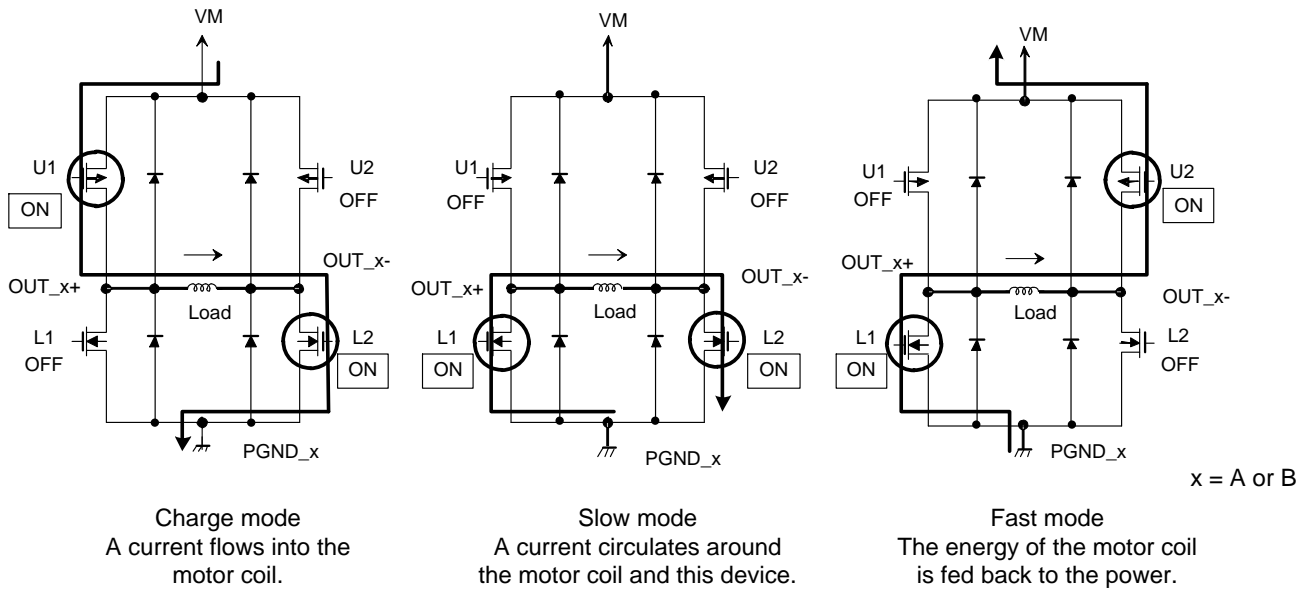 VM
U1
ON
U2
OFF
OUT_x+
OUT_x-
Load
L1
OFF
L2
ON
PGND_x
Charge mode
A current flows into the
motor coil.
VM
U1
OFF
U2
OFF
OUT_x+
OUT_x-
Load
L1
ON
L2
ON
PGND_x
Slow mode
A current circulates around
the motor coil and this device.
VM
U1
OFF
U2
ON
OUT_x+
OUT_x-
Load
L1
ON
L2
OFF
PGND_x
x = A or B
Fast mode
The energy of the motor coil
is fed back to the power.